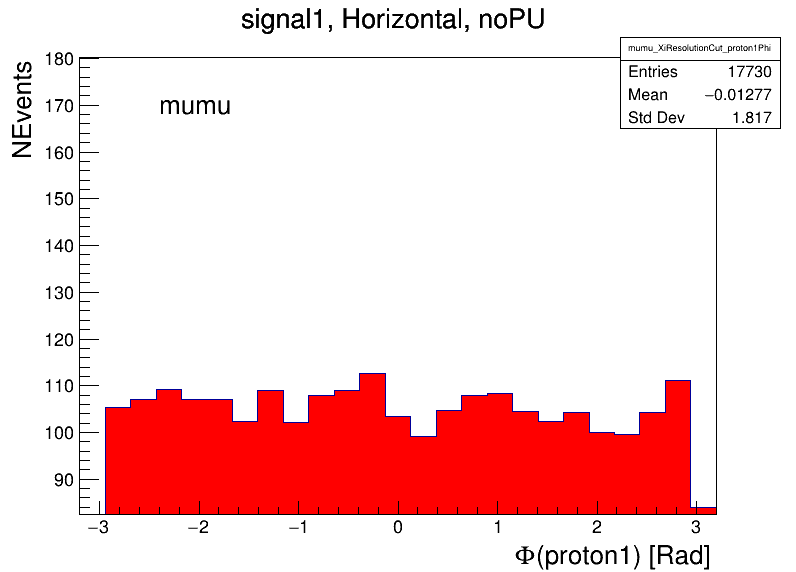 signal1, Horizontal, noPU
mumu_XiResolutionCut_proton1Phi
Entries 17730
Mean −0.01277
Std Dev 1.817
NEvents
mumu
180
170
160
150
140
130
120
110
100
90
−3 −2 −1 0 1 2 3
Φ(proton1) [Rad]